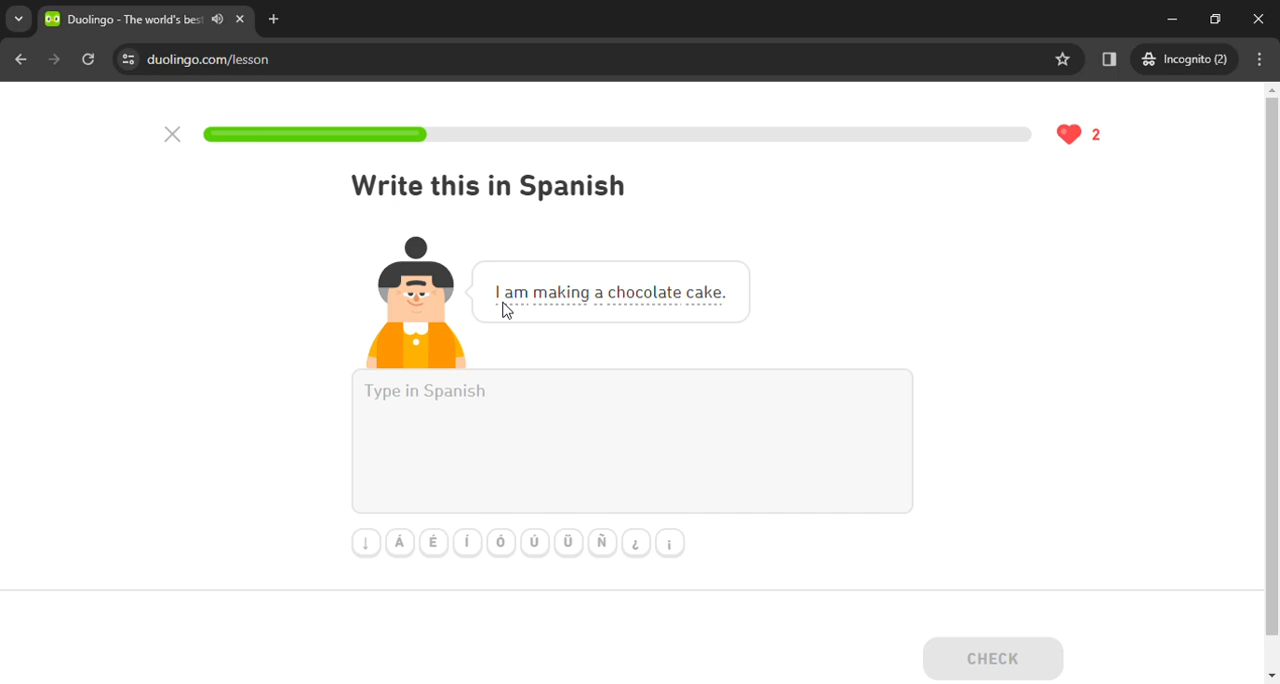 Duolingo - The world's bes
duolingo.com/lesson
Incognito (2)
2
Write this in Spanish
I am making a chocolate cake.
Type in Spanish
↓ Á É Í Ó Ú Ü Ñ ¿ ¡
CHECK